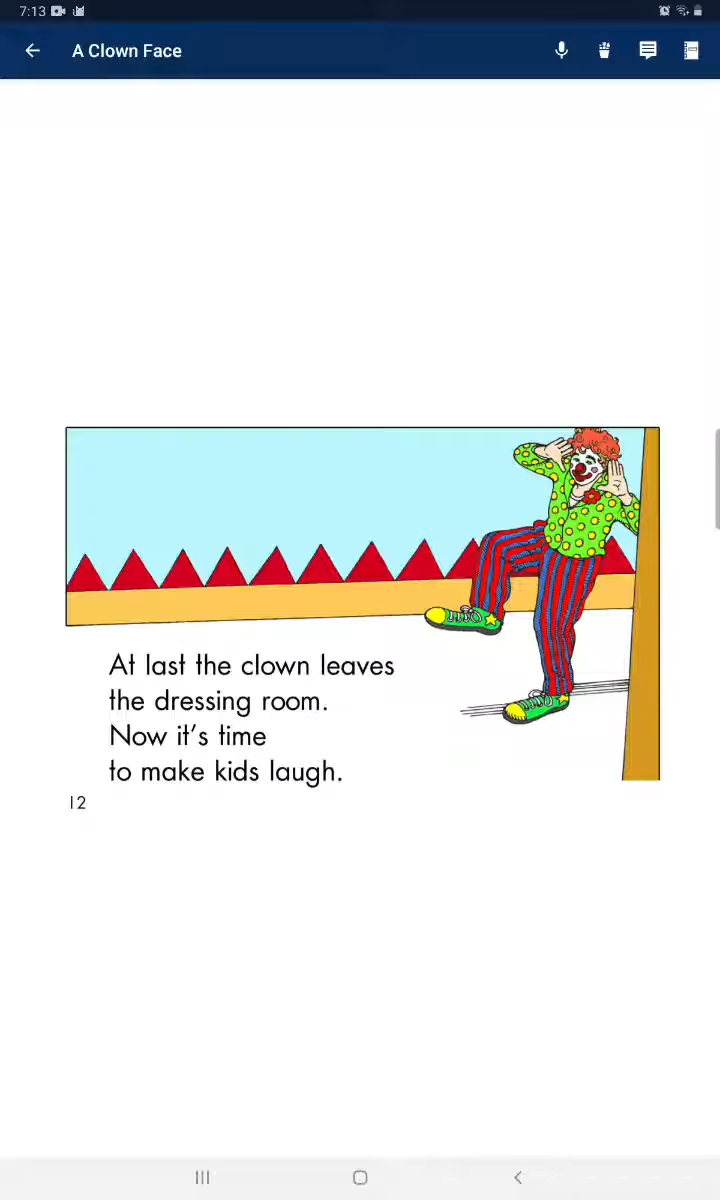 7:13
A Clown Face
At last the clown leaves
the dressing room.
Now it's time
to make kids laugh.
12